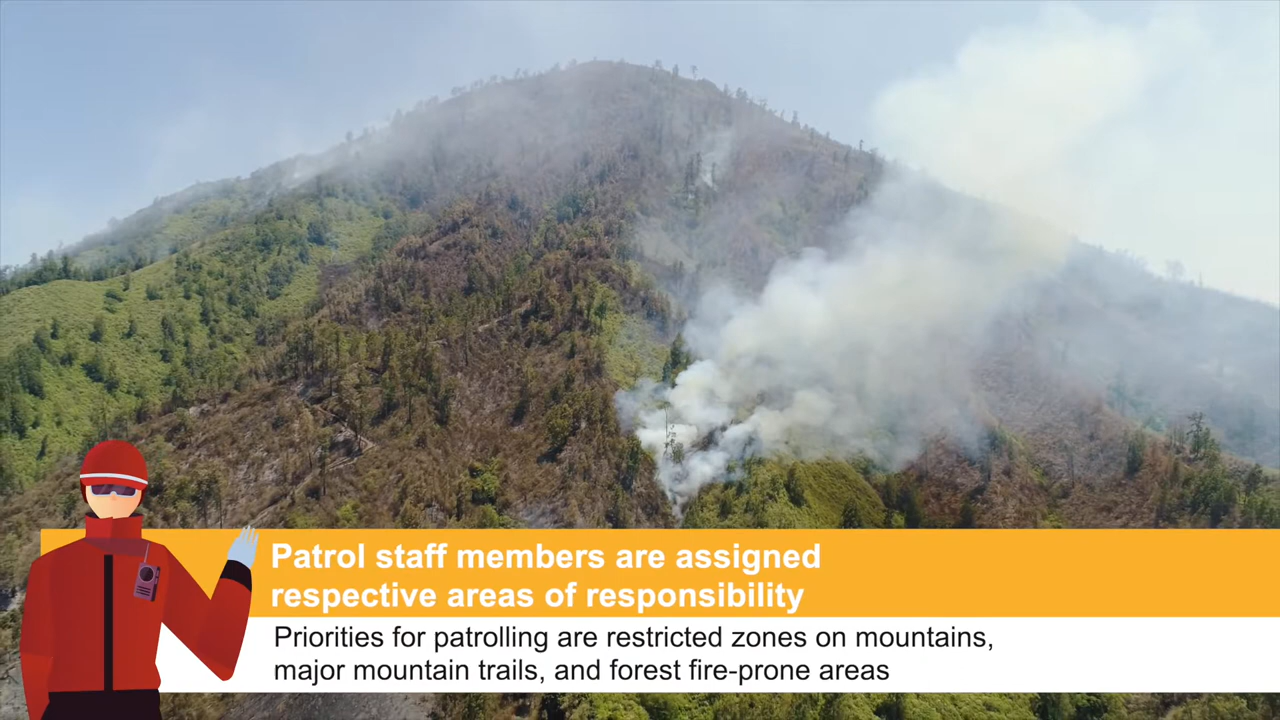 Patrol staff members are assigned
respective areas of responsibility
Priorities for patrolling are restricted zones on mountains,
major mountain trails, and forest fire-prone areas